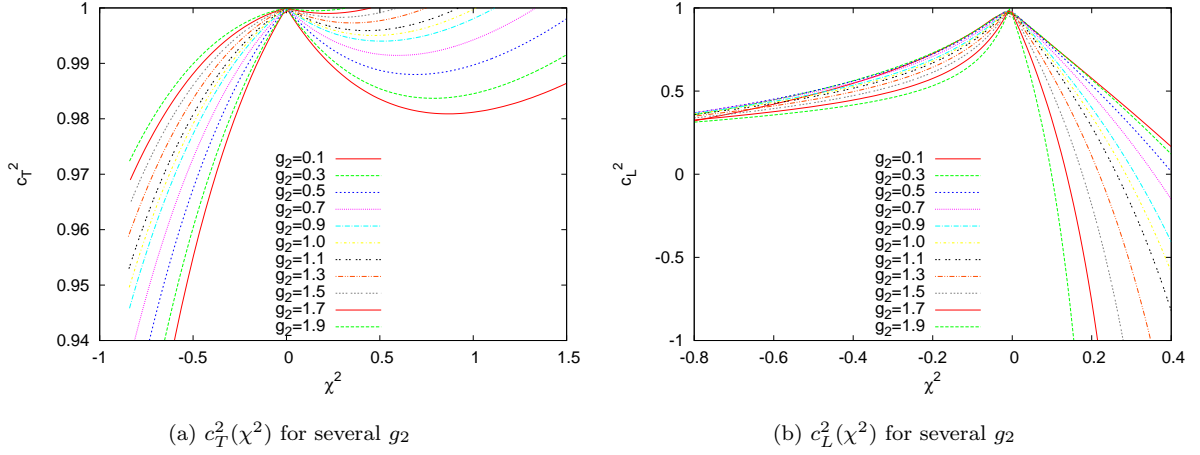 1
0.99
0.98
0.97
0.96
0.95
0.94
-1
-0.5
0
0.5
1
1.5
c_T^2
χ^2
g_2=0.1
g_2=0.3
g_2=0.5
g_2=0.7
g_2=0.9
g_2=1.0
g_2=1.1
g_2=1.3
g_2=1.5
g_2=1.7
g_2=1.9
(a) c_T^2(χ^2) for several g_2
1
0.5
0
-0.5
-1
-0.8
-0.6
-0.4
-0.2
0
0.2
0.4
c_L^2
χ^2
g_2=0.1
g_2=0.3
g_2=0.5
g_2=0.7
g_2=0.9
g_2=1.0
g_2=1.1
g_2=1.3
g_2=1.5
g_2=1.7
g_2=1.9
(b) c_L^2(χ^2) for several g_2